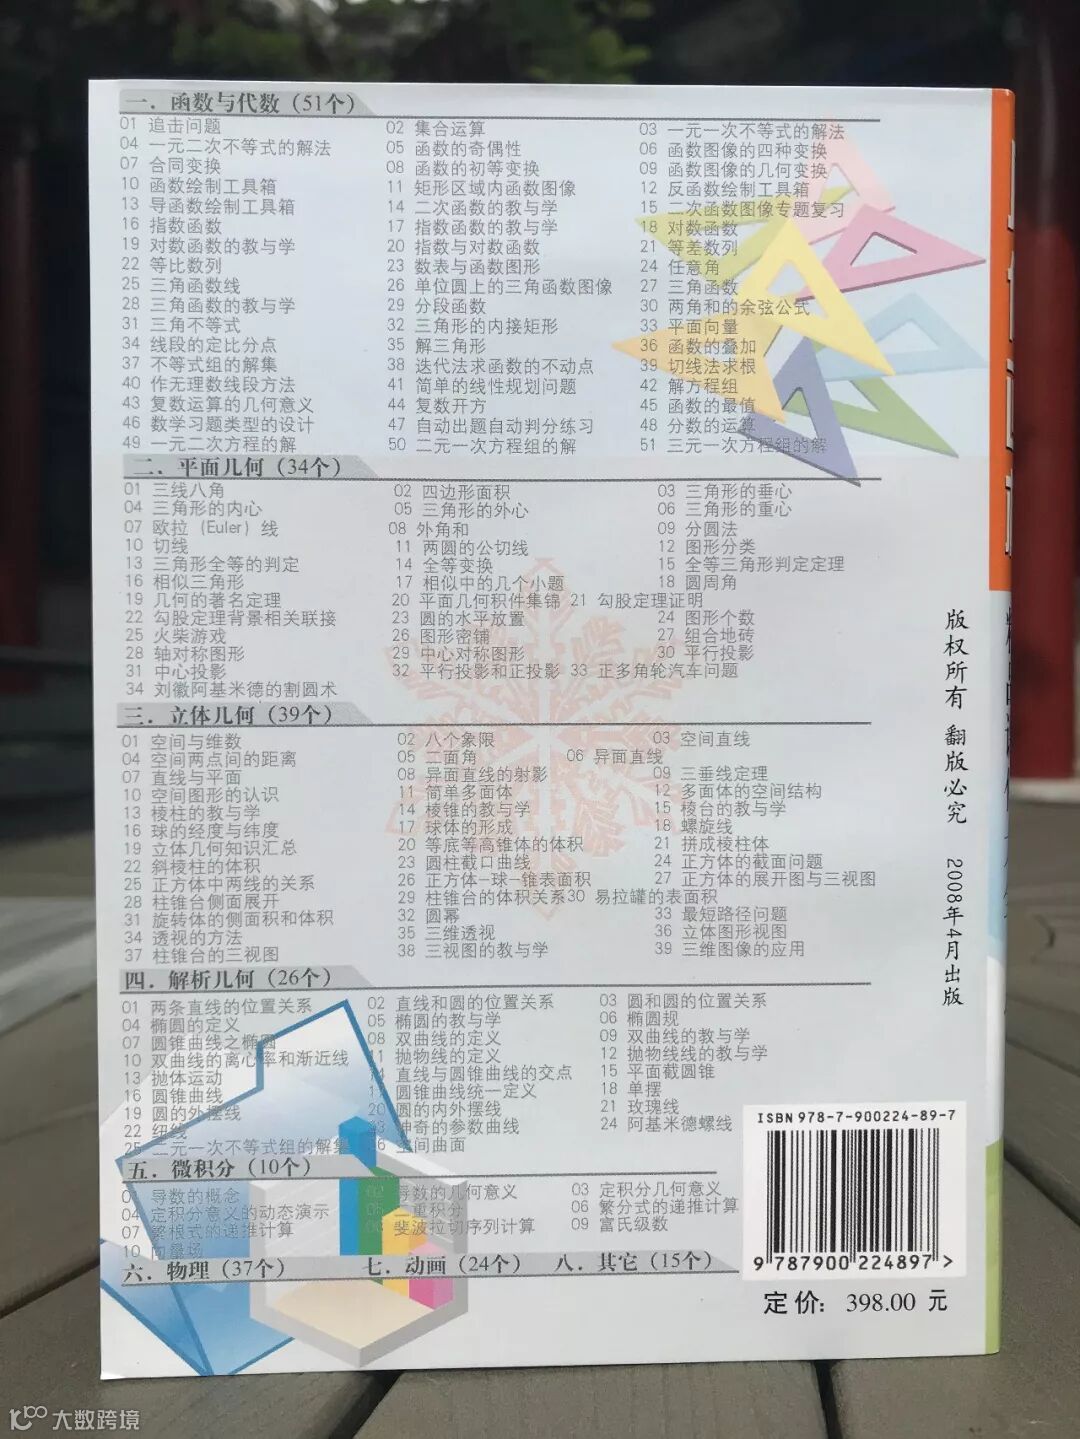 一．函数与代数（51个）
01 追击问题 02 集合运算 03 一元一次不等式的解法
04 一元二次不等式的解法 05 函数的奇偶性 06 函数图像的四种变换
07 合同变换 08 函数的初等变换 09 函数图像的几何变换
10 函数绘制工具箱 11 矩形区域内函数图像 12 反函数绘制工具箱
13 导函数绘制工具箱 14 二次函数的教与学 15 二次函数图像专题复习
16 指数函数 17 指数函数的教与学 18 对数函数
19 对数函数的教与学 20 指数与对数函数 21 等差数列
22 等比数列 23 数表与函数图形 24 任意角
25 三角函数线 26 单位圆上的三角函数图像 27 三角函数
28 三角函数的教与学 29 分段函数 30 两角和的余弦公式
31 三角不等式 32 三角形的内接矩形 33 平面向量
34 线段的定比分点 35 解三角形 36 函数的叠加
37 不等式组的解集 38 迭代法求函数的不动点 39 切线法求根
40 作无理数线段方法 41 简单的线性规划问题 42 解方程组
43 复数运算的几何意义 44 复数开方 45 函数的最值
46 数学习题类型的设计 47 自动出题自动判分练习 48 分数的运算
49 一元二次方程的解 50 二元一次方程组的解 51 三元一次方程组的解
二．平面几何（34个）
01 三线八角 02 四边形面积 03 三角形的垂心
04 三角形的内心 05 三角形的外心 06 三角形的重心
07 欧拉（Euler）线 08 外角和 09 分圆法
10 切线 11 两圆的公切线 12 图形分类
13 三角形全等的判定 14 全等变换 15 全等三角形判定定理
16 相似三角形 17 相似中的几个小题 18 圆周角
19 几何的著名定理 20 平面几何积件集锦 21 勾股定理证明
22 勾股定理背景相关联接 23 圆的水平放置 24 图形个数
25 火柴游戏 26 图形密铺 27 组合地砖
28 轴对称图形 29 中心对称图形 30 平行投影
31 中心投影 32 平行投影和正投影 33 正多角轮汽车问题
34 刘徽阿基米德的割圆术
三．立体几何（39个）
01 空间与维数 02 八个象限 03 空间直线
04 空间两点间的距离 05 二面角 06 异面直线
07 直线与平面 08 异面直线的射影 09 三垂线定理
10 空间图形的认识 11 简单多面体 12 多面体的空间结构
13 棱柱的教与学 14 棱锥的教与学 15 棱台的教与学
16 球的经度与纬度 17 球体的形成 18 螺旋线
19 立体几何知识汇总 20 等底等高锥体的体积 21 拼成棱柱体
22 斜棱柱的体积 23 圆柱截口曲线 24 正方体的截面问题
25 正方体中两线的关系 26 正方体-球-锥表面积 27 正方体的展开图与三视图
28 柱锥台侧面展开 29 柱锥台的体积关系 30 易拉罐的表面积
31 旋转体的侧面积和体积 32 圆幂 33 最短路径问题
34 透视的方法 35 三维透视 36 立体图形视图
37 柱锥台的三视图 38 三视图的教与学 39 三维图像的应用
四．解析几何（26个）
01 两条直线的位置关系 02 直线和圆的位置关系 03 圆和圆的位置关系
04 椭圆的定义 05 椭圆的教与学 06 椭圆规
07 圆锥曲线之椭圆 08 双曲线的定义 09 双曲线的教与学
10 双曲线的离心率和渐近线 11 抛物线的定义 12 抛物线线的教与学
13 抛体运动 14 直线与圆锥曲线的交点 15 平面截圆锥
16 圆锥曲线 17 圆锥曲线统一定义 18 单摆
19 圆的外摆线 20 圆的内外摆线 21 玫瑰线
22 纽线 23 神奇的参数曲线 24 阿基米德螺线
25 二元一次不等式组的解集 26 空间曲面
五．微积分（10个）
01 导数的概念 02 导数的几何意义 03 定积分几何意义
04 定积分意义的动态演示 05 二重积分 06 繁分式的递推计算
07 繁根式的递推计算 08 斐波拉切序列计算 09 富氏级数
10 向量场
六．物理（37个） 七．动画（24个） 八．其它（15个）
版权所有 翻版必究 2008年4月出版
ISBN 978-7-900224-89-7
9 787900 224897 >
定价： 398.00 元
大数跨境